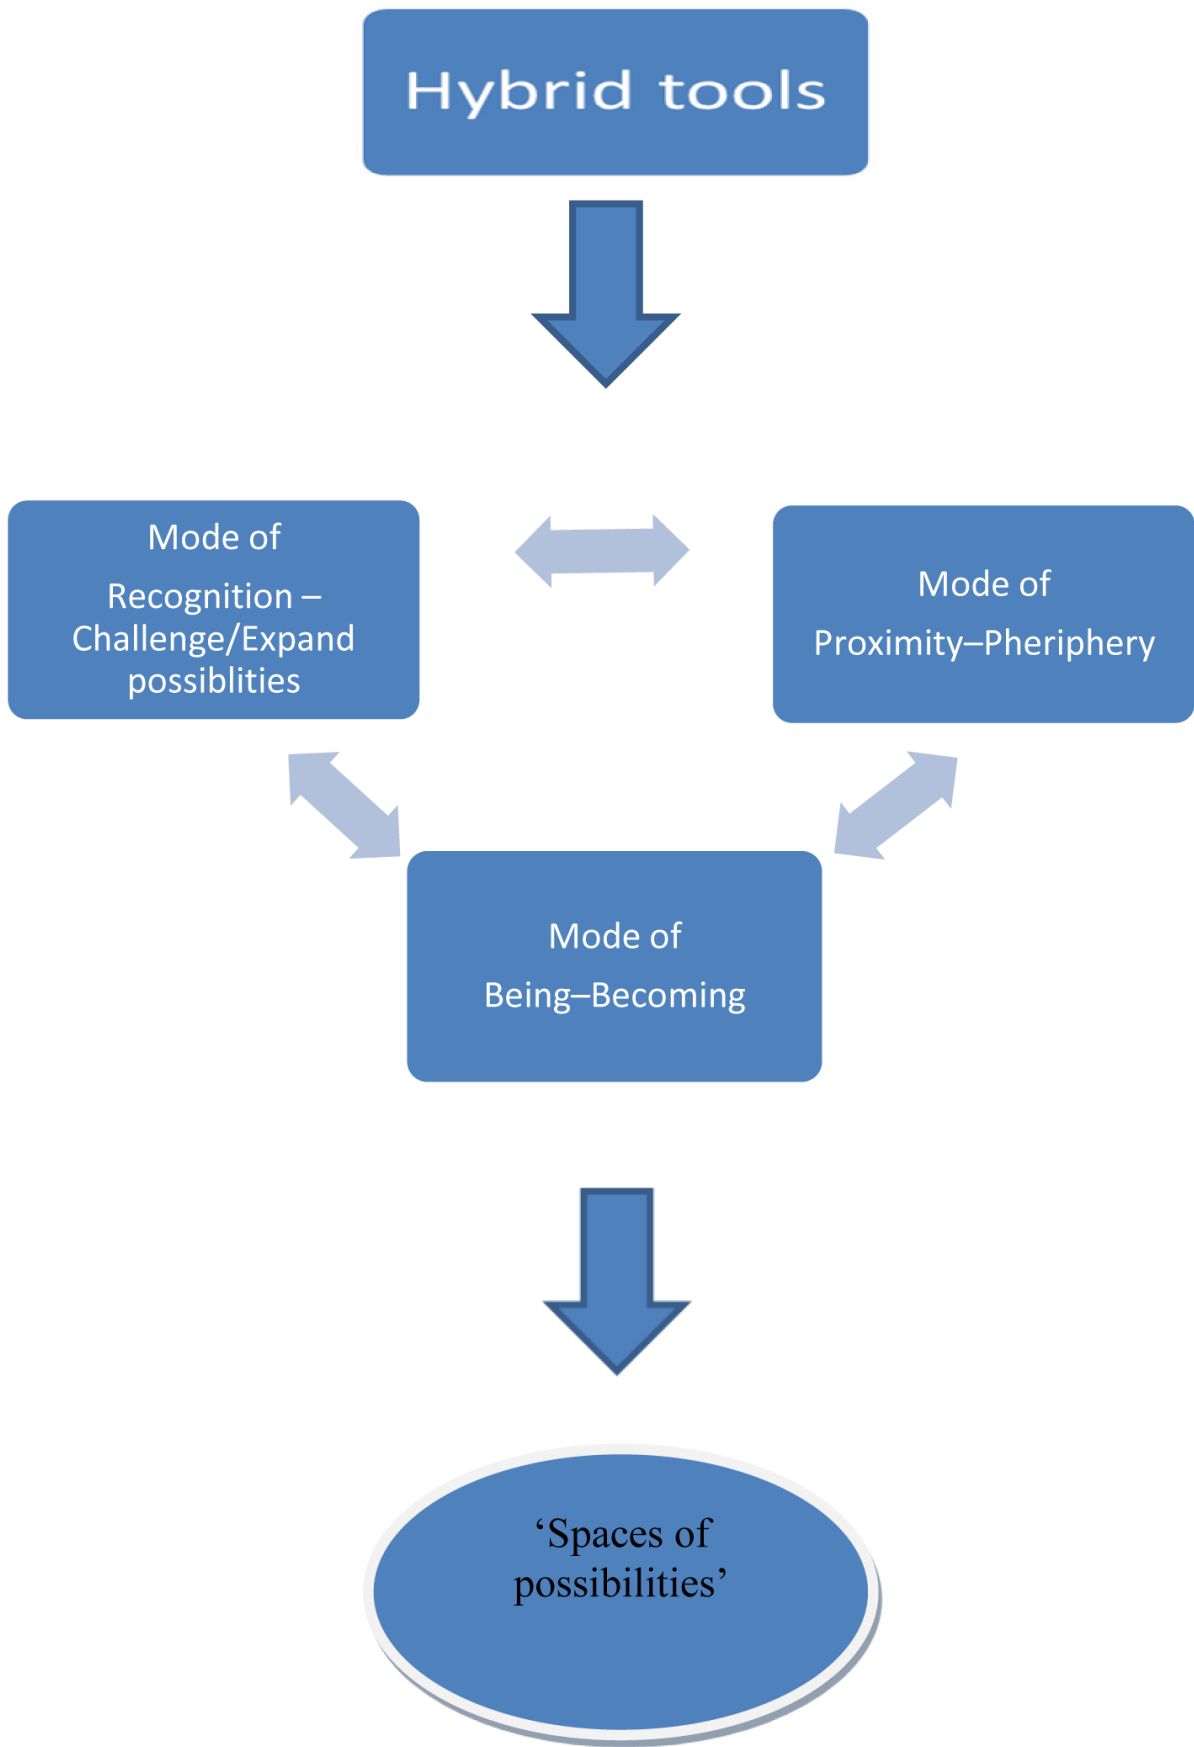 Hybrid tools
Mode of
Recognition –
Challenge/Expand
possiblities
Mode of
Proximity–Pheriphery
Mode of
Being–Becoming
‘Spaces of
possibilities’